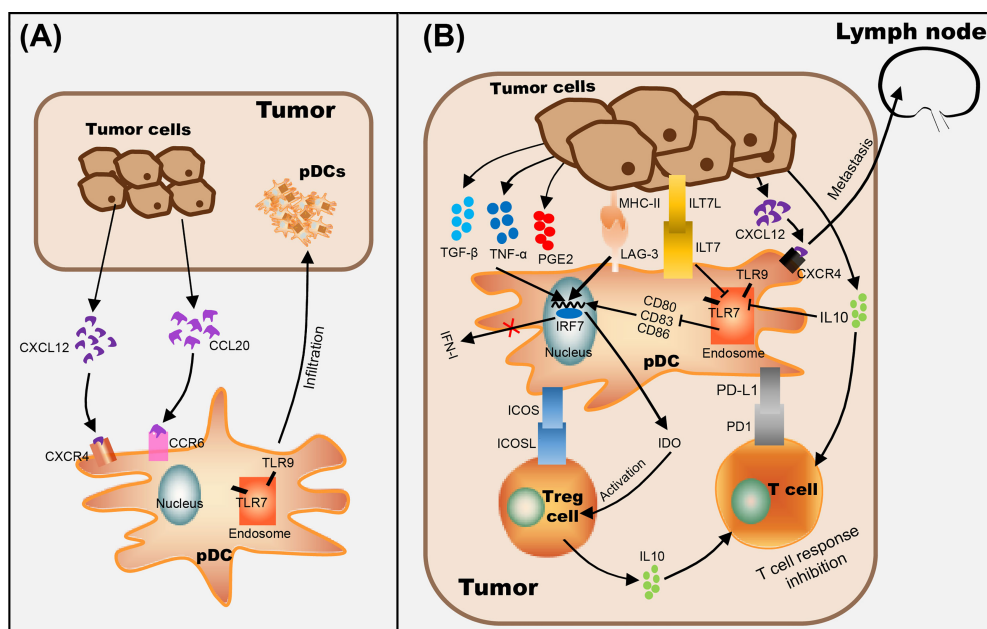 (A)
Tumor
Tumor cells
pDCs
CXCL12
CCL20
Infiltration
CXCR4
CCR6
TLR9
TLR7
Nucleus
Endosome
pDC
(B)
Lymph node
Tumor cells
Metastasis
MHC-II
ILT7L
CXCL12
TGF-β
TNF-α
PGE2
LAG-3
ILT7
CXCR4
TLR9
TLR7
CD80
CD83
CD86
IL10
IRF7
IFN-I
Nucleus
Endosome
pDC
PD-L1
ICOS
PD1
ICOSL
IDO
Activation
Treg
cell
T cell
IL10
T cell response
inhibition
Tumor